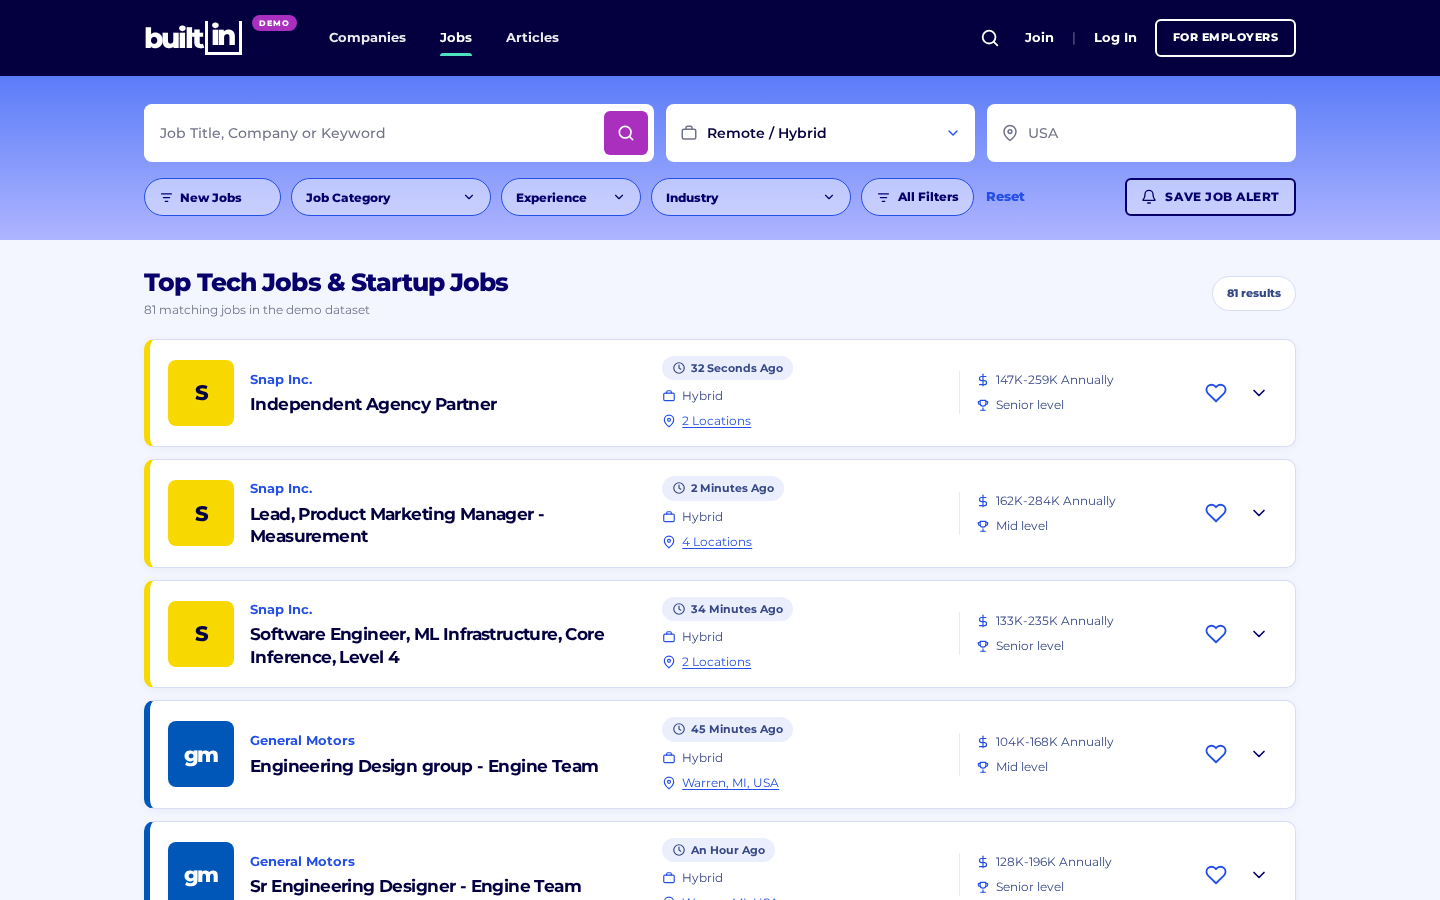 built in DEMO Companies Jobs Articles Join | Log In FOR EMPLOYERS
Job Title, Company or Keyword Remote / Hybrid USA
New Jobs Job Category Experience Industry All Filters Reset SAVE JOB ALERT
Top Tech Jobs & Startup Jobs
81 matching jobs in the demo dataset
81 results
S
Snap Inc.
Independent Agency Partner
32 Seconds Ago
Hybrid
2 Locations
147K-259K Annually
Senior level
S
Snap Inc.
Lead, Product Marketing Manager -
Measurement
2 Minutes Ago
Hybrid
4 Locations
162K-284K Annually
Mid level
S
Snap Inc.
Software Engineer, ML Infrastructure, Core
Inference, Level 4
34 Minutes Ago
Hybrid
2 Locations
133K-235K Annually
Senior level
gm
General Motors
Engineering Design group - Engine Team
45 Minutes Ago
Hybrid
Warren, MI, USA
104K-168K Annually
Mid level
gm
General Motors
Sr Engineering Designer - Engine Team
An Hour Ago
Hybrid
128K-196K Annually
Senior level